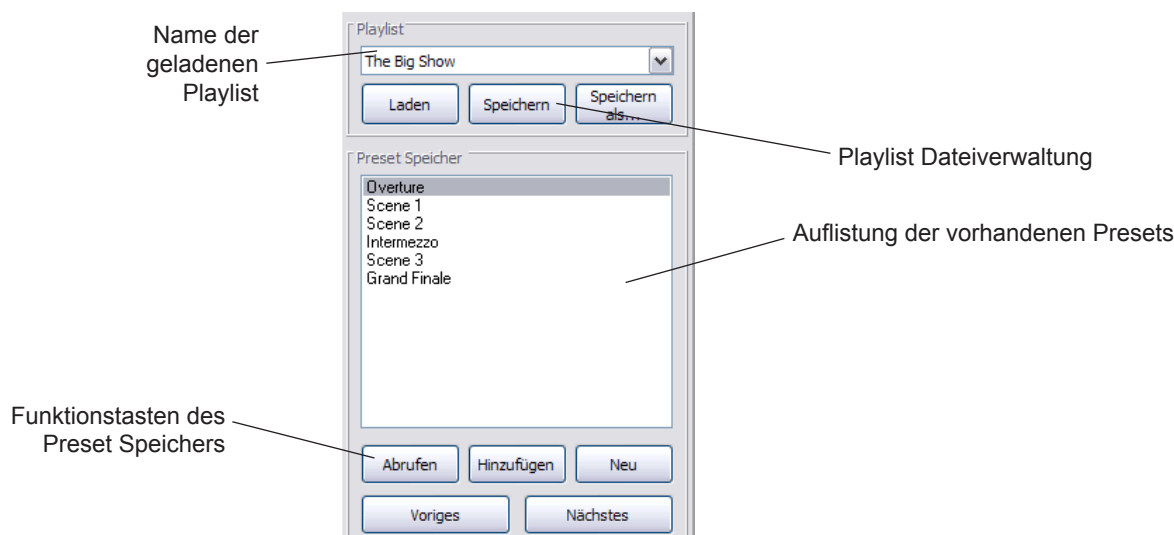 Name der
geladenen
Playlist
Playlist
The Big Show
Laden
Speichern
Speichern
als...
Playlist Dateiverwaltung
Preset Speicher
Overture
Scene 1
Scene 2
Intermezzo
Scene 3
Grand Finale
Auflistung der vorhandenen Presets
Funktionstasten des
Preset Speichers
Abrufen
Hinzufügen
Neu
Voriges
Nächstes